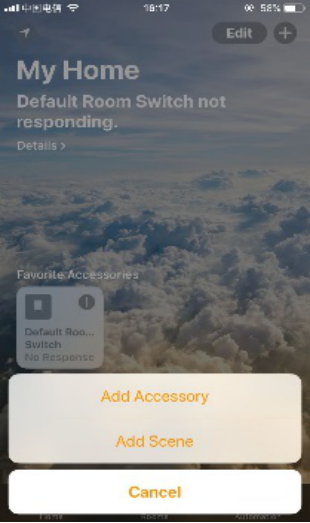 中国电信
16:17
58%
Edit
My Home
Default Room Switch not
responding.
Details >
Favorite Accessories
Default Roo...
Switch
No Response
Add Accessory
Add Scene
Cancel